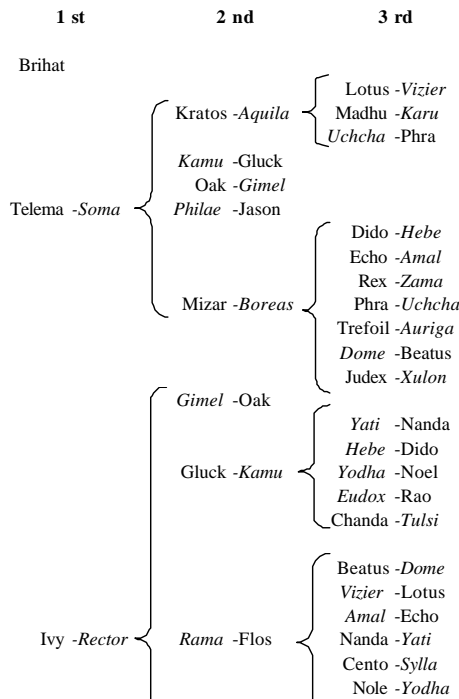 1 st 2 nd 3 rd
Brihat
Lotus -Vizier
Kratos -Aquila Madhu -Karu
Uchcha -Phra
Kamu -Gluck
Oak -Gimel
Telema -Soma Philae -Jason
Dido -Hebe
Echo -Amal
Rex -Zama
Mizar -Boreas Phra -Uchcha
Trefoil -Auriga
Dome -Beatus
Judex -Xulon
Gimel -Oak
Yati -Nanda
Hebe -Dido
Gluck -Kamu Yodha -Noel
Eudox -Rao
Chanda -Tulsi
Beatus -Dome
Vizier -Lotus
Amal -Echo
Ivy -Rector Rama -Flos Nanda -Yati
Cento -Sylla
Nole -Yodha